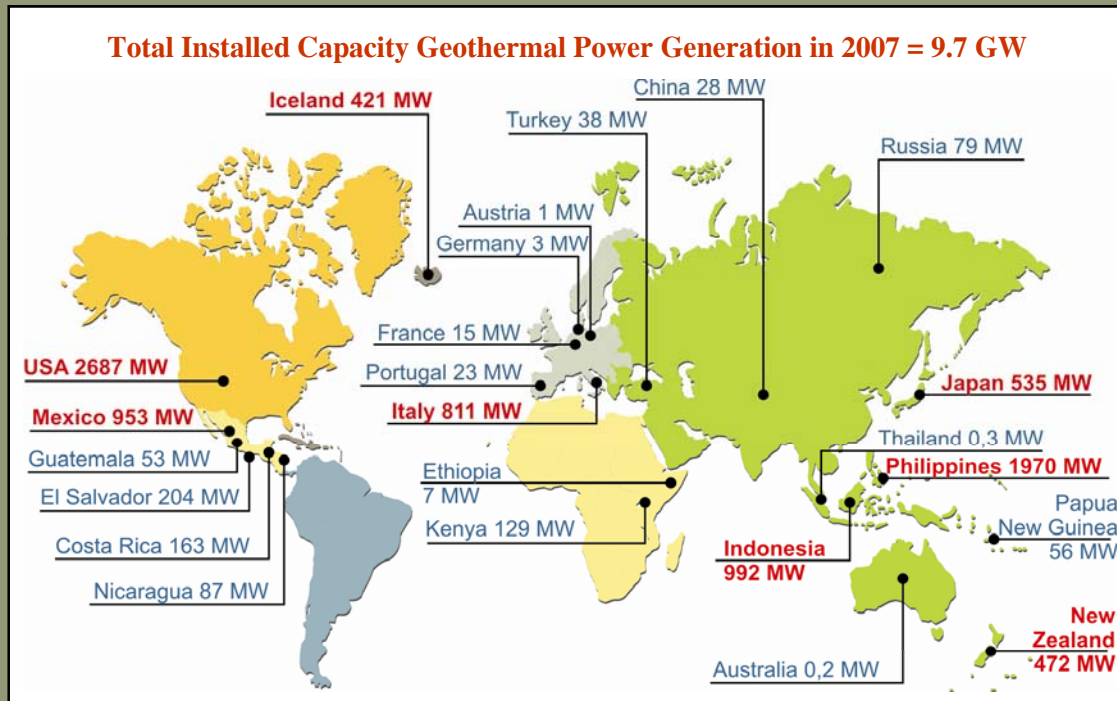 Total Installed Capacity Geothermal Power Generation in 2007 = 9.7 GW
China 28 MW
Iceland 421 MW
Turkey 38 MW
Russia 79 MW
Austria 1 MW
Germany 3 MW
France 15 MW
USA 2687 MW
Portugal 23 MW
Japan 535 MW
Mexico 953 MW
Italy 811 MW
Thailand 0,3 MW
Guatemala 53 MW
Philippines 1970 MW
Ethiopia
7 MW
El Salvador 204 MW
Papua
New Guinea
56 MW
Kenya 129 MW
Costa Rica 163 MW
Indonesia
992 MW
Nicaragua 87 MW
New
Zealand
472 MW
Australia 0,2 MW